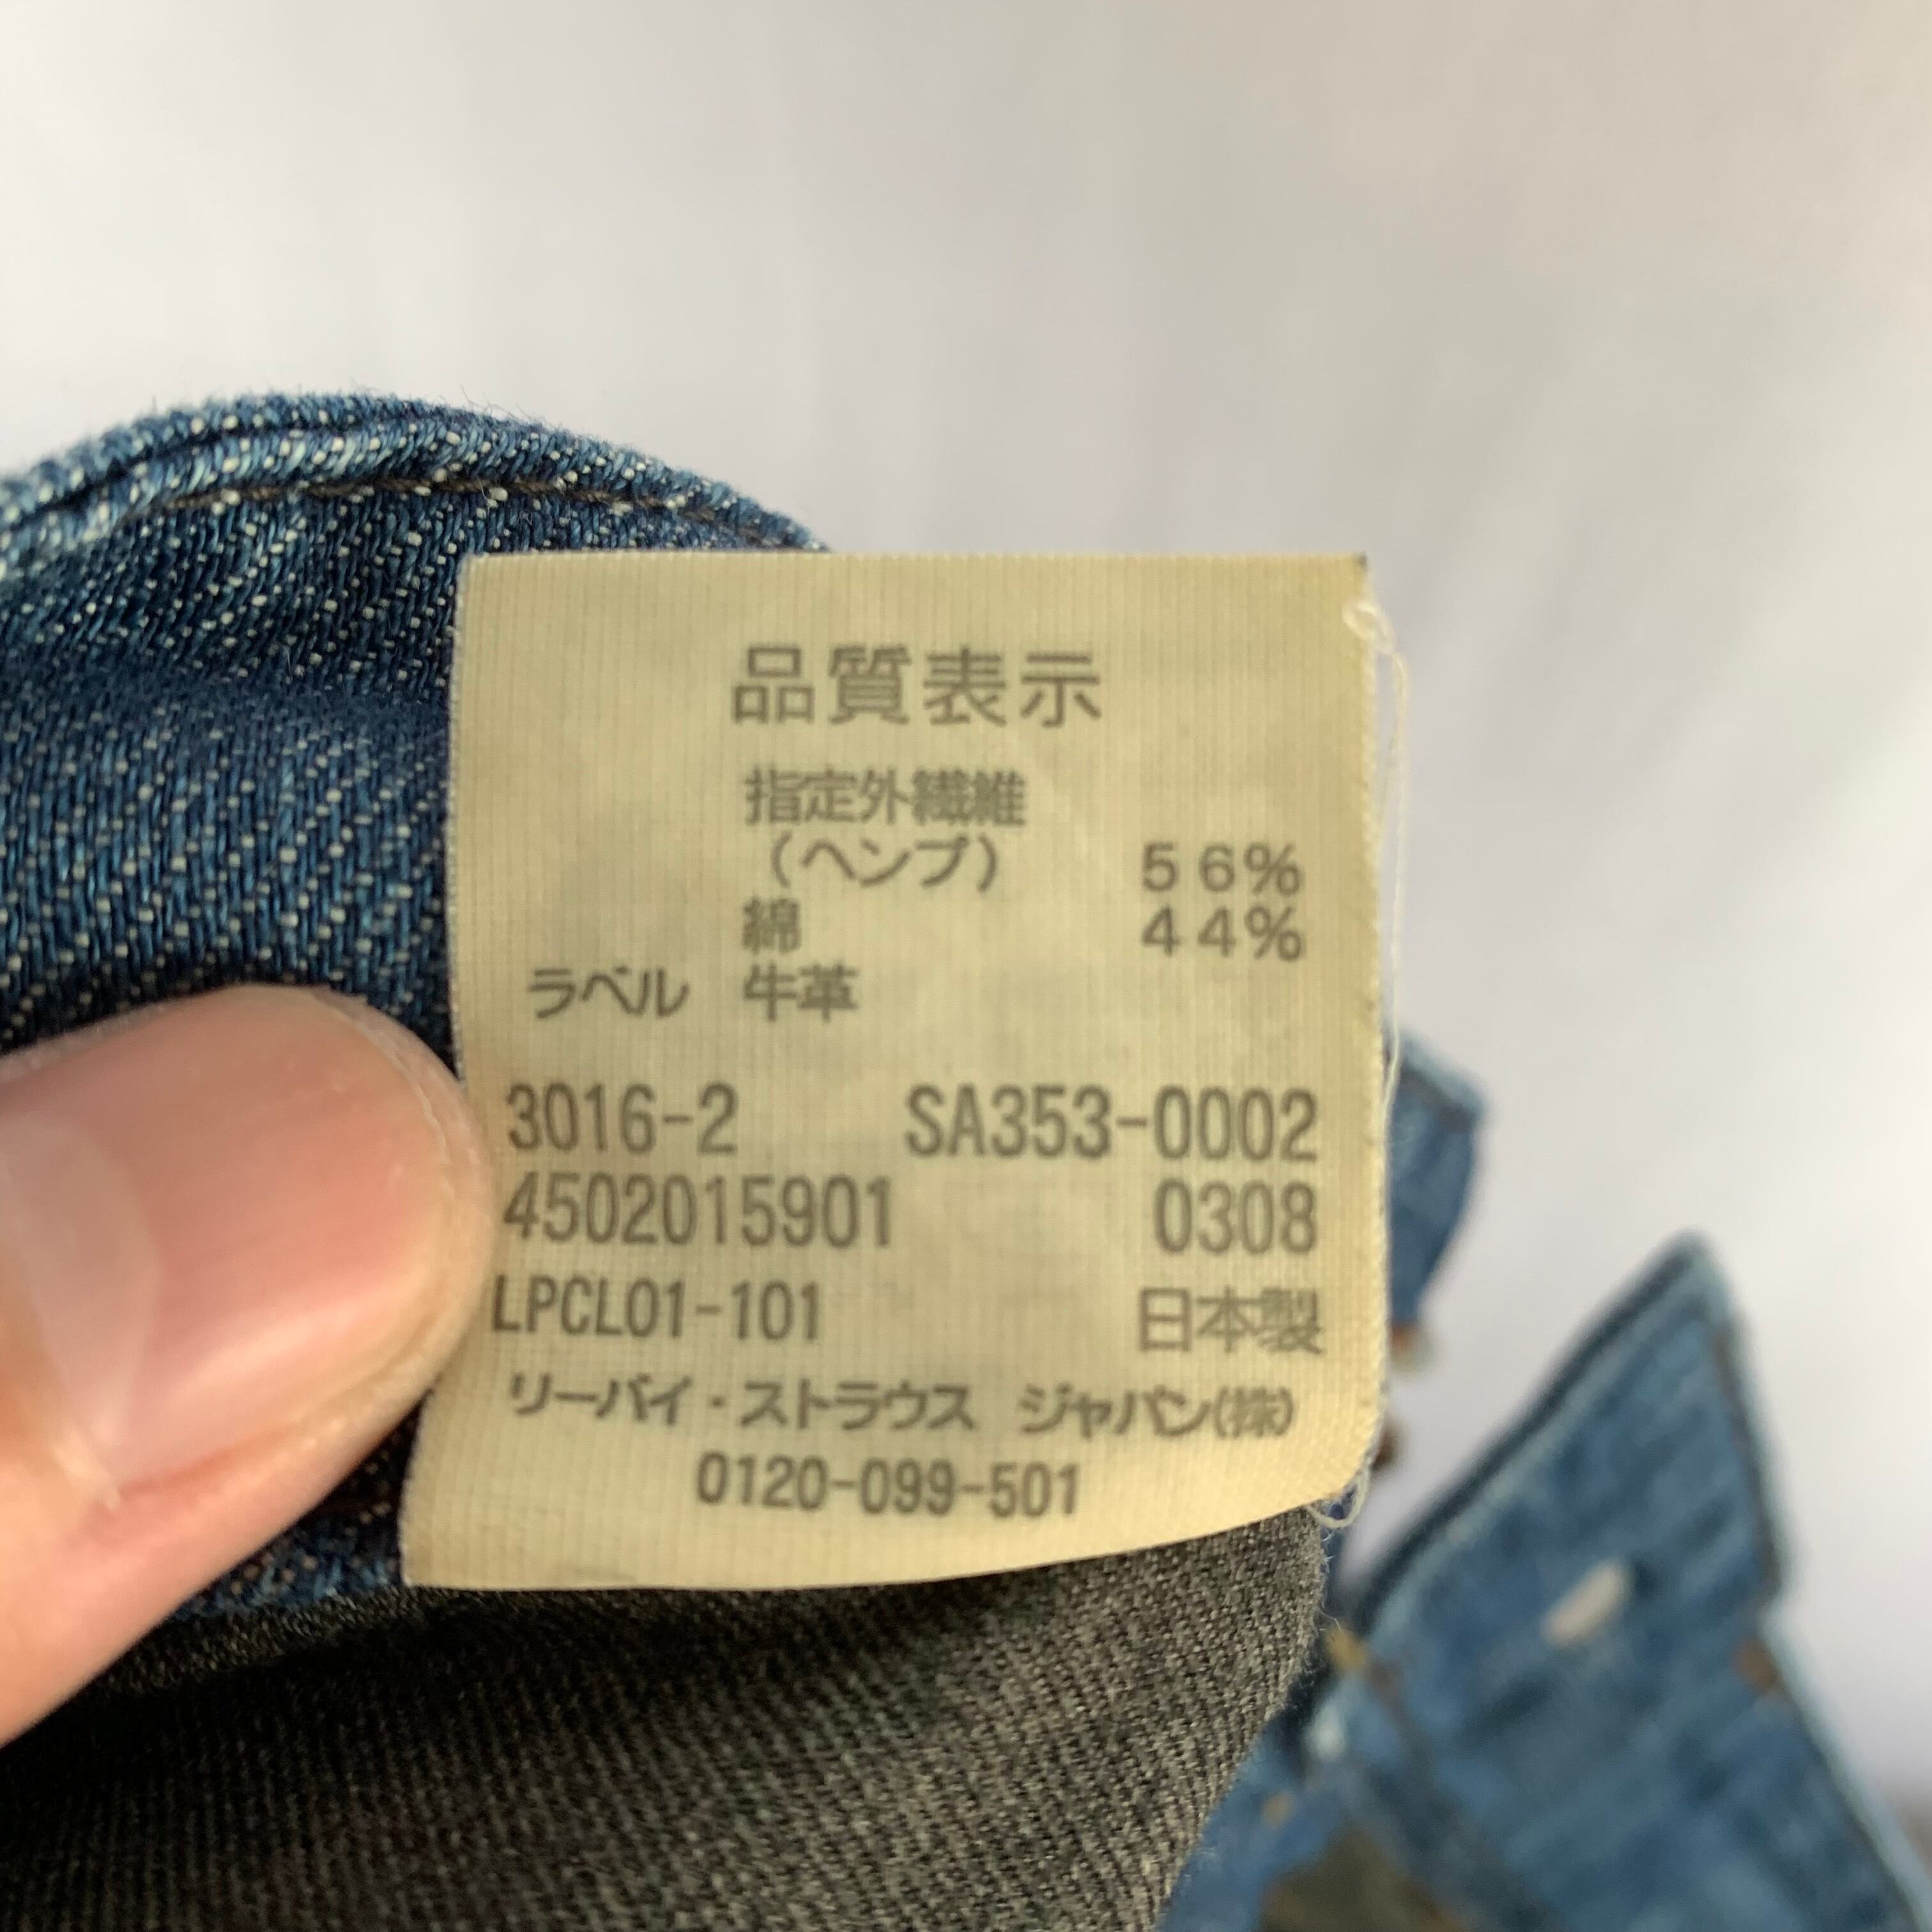 品質表示
指定外繊維
(ヘンプ) 56%
綿 44%
ラベル 牛革
3016-2 SA353-0002
4502015901 0308
LPCL01-101 日本製
リーバイ・ストラウス ジャパン(株)
0120-099-501